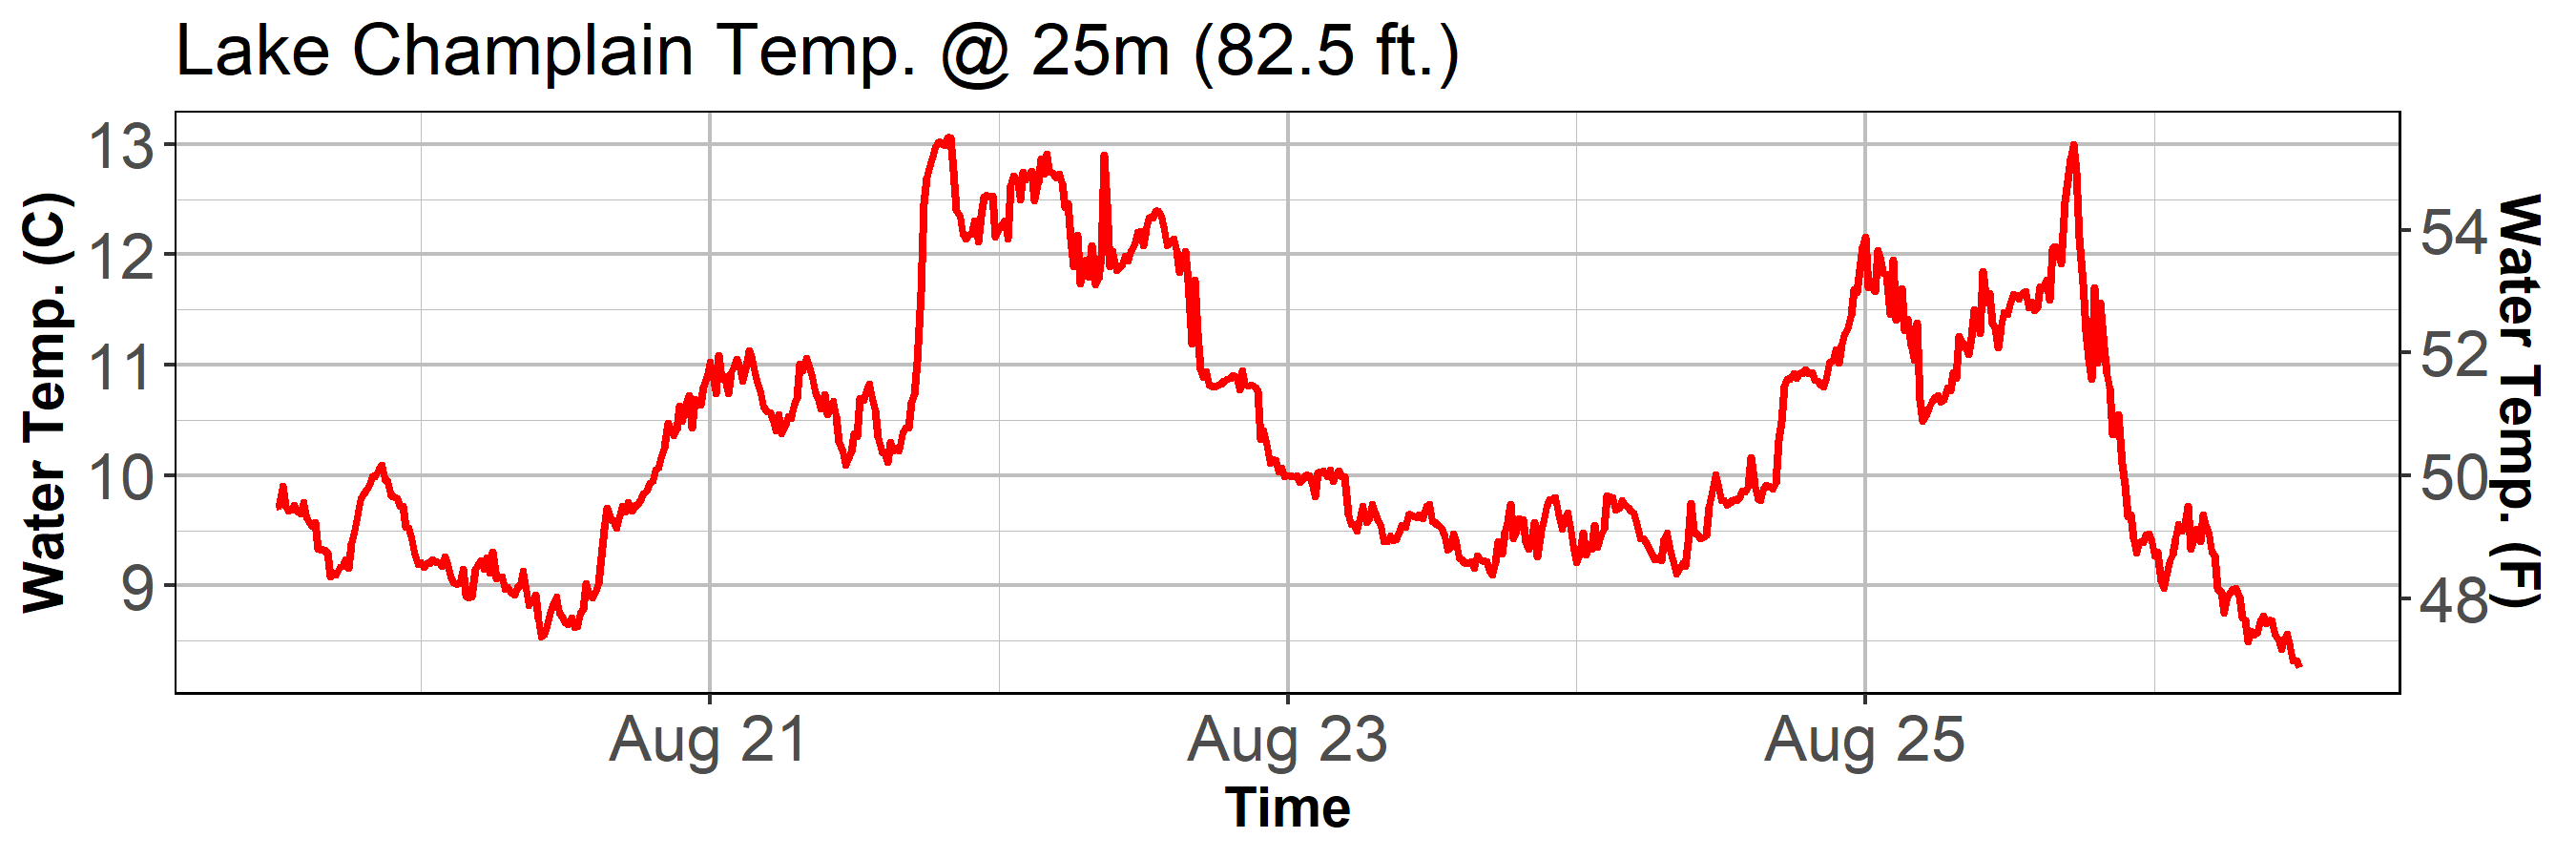 Lake Champlain Temp. @ 25m (82.5 ft.)
Water Temp. (C)
13
12
11
10
9
54
52
50
48
Water Temp. (F)
Aug 21 Aug 23 Aug 25
Time